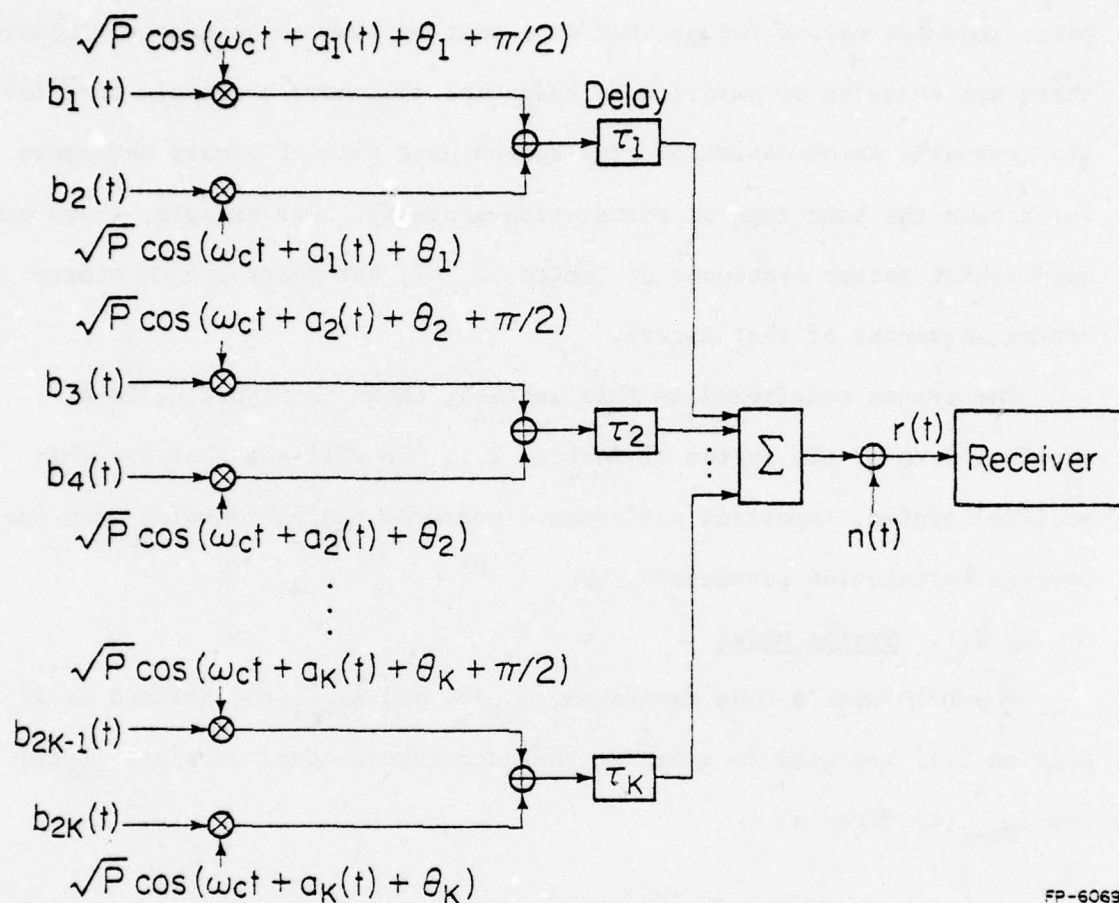 √P cos (ωct + a1(t) + θ1 + π/2)
b1(t)
Delay
τ1
b2(t)
√P cos (ωct + a1(t) + θ1)
√P cos (ωct + a2(t) + θ2 + π/2)
b3(t)
τ2
Σ
r(t)
Receiver
b4(t)
n(t)
√P cos (ωct + a2(t) + θ2)
√P cos (ωct + aK(t) + θK + π/2)
b2K-1(t)
τK
b2K(t)
√P cos (ωct + aK(t) + θK)
FP-6069